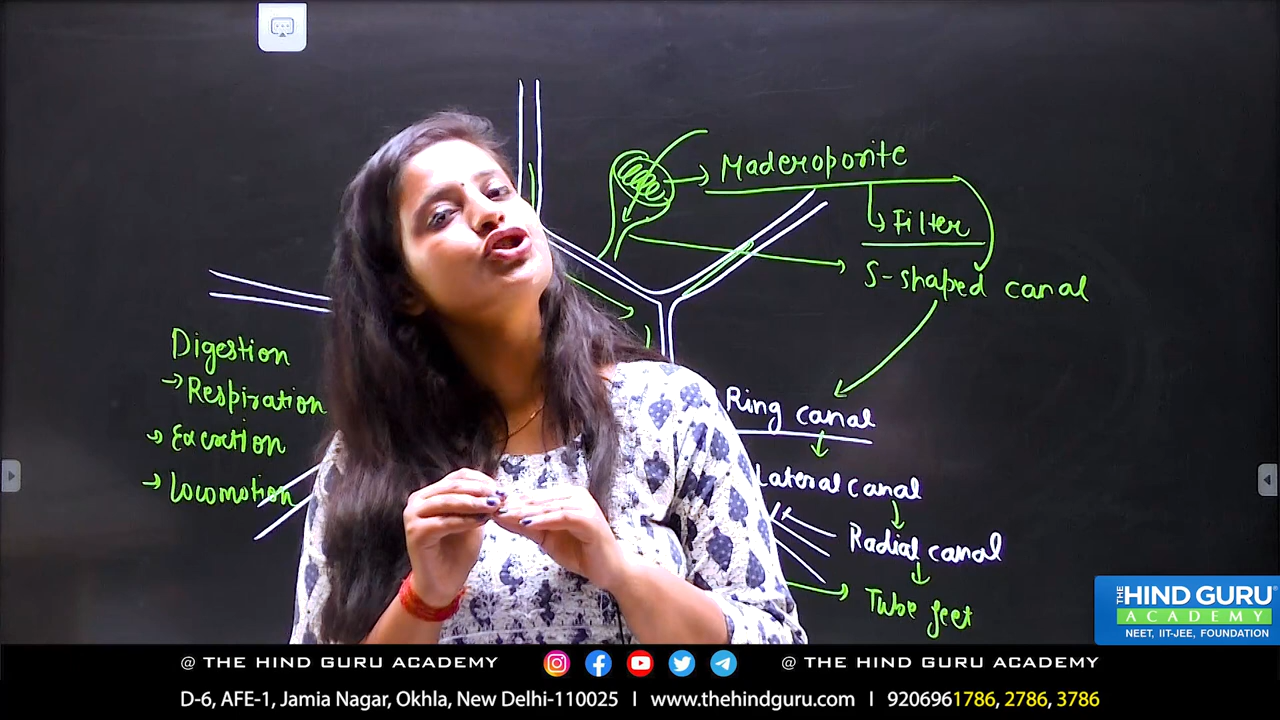 Maderoporite
Filter
S-shaped canal
Digestion
→ Respiration
→ Excretion
→ Locomotion
Ring canal
Lateral canal
Radial canal
Tube feet
THE HIND GURU
ACADEMY
NEET, IIT-JEE, FOUNDATION
@ THE HIND GURU ACADEMY @ THE HIND GURU ACADEMY
D-6, AFE-1, Jamia Nagar, Okhla, New Delhi-110025 I www.thehindguru.com I 9206961786, 2786, 3786